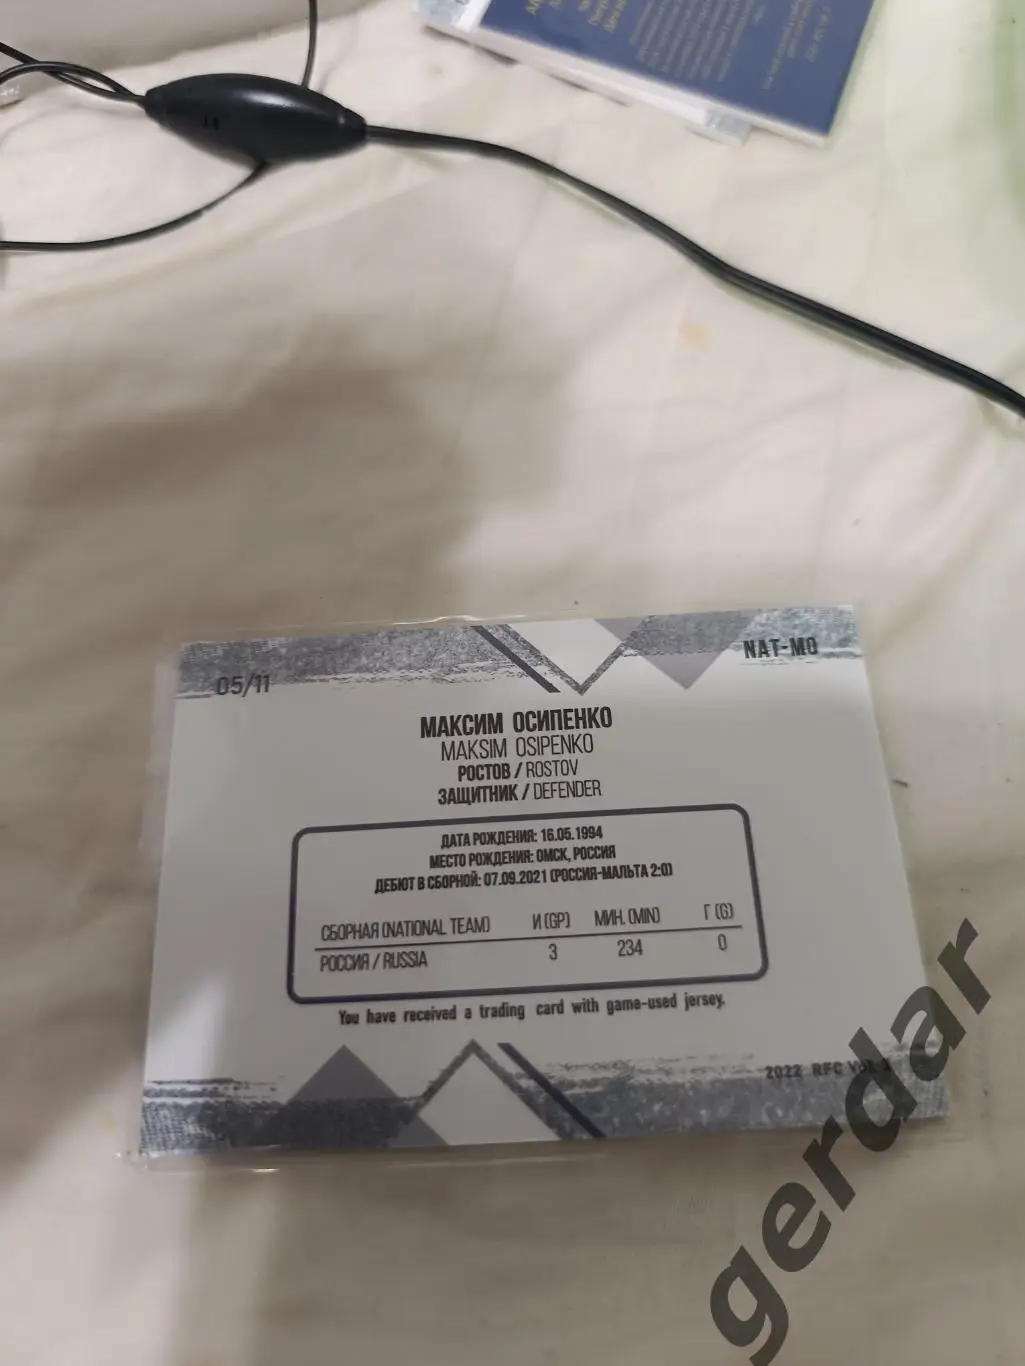 05/11
NAT-MO
МАКСИМ ОСИПЕНКО
MAKSIM OSIPENKO
РОСТОВ / ROSTOV
ЗАЩИТНИК / DEFENDER
ДАТА РОЖДЕНИЯ: 16.05.1994
МЕСТО РОЖДЕНИЯ: ОМСК, РОССИЯ
ДЕБЮТ В СБОРНОЙ: 07.09.2021 (РОССИЯ-МАЛЬТА 2:0)
СБОРНАЯ (NATIONAL TEAM) И (GP) МИН. (MIN) Г (G)
РОССИЯ / RUSSIA 3 234 0
You have received a trading card with game-used jersey.
2022 RFC
gerdar